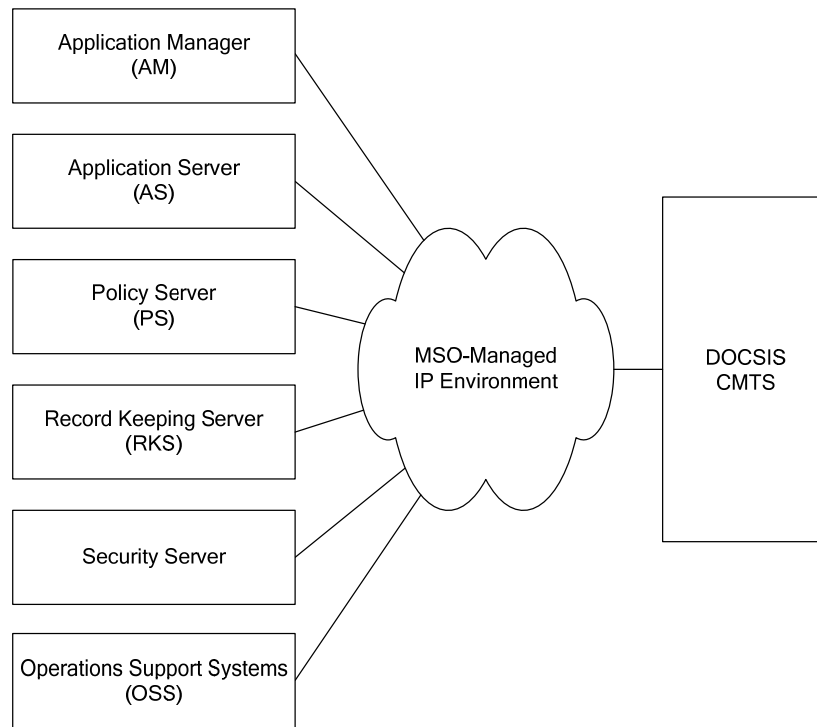 Application Manager
(AM)
Application Server
(AS)
Policy Server
(PS)
Record Keeping Server
(RKS)
Security Server
Operations Support Systems
(OSS)
MSO-Managed
IP Environment
DOCSIS
CMTS